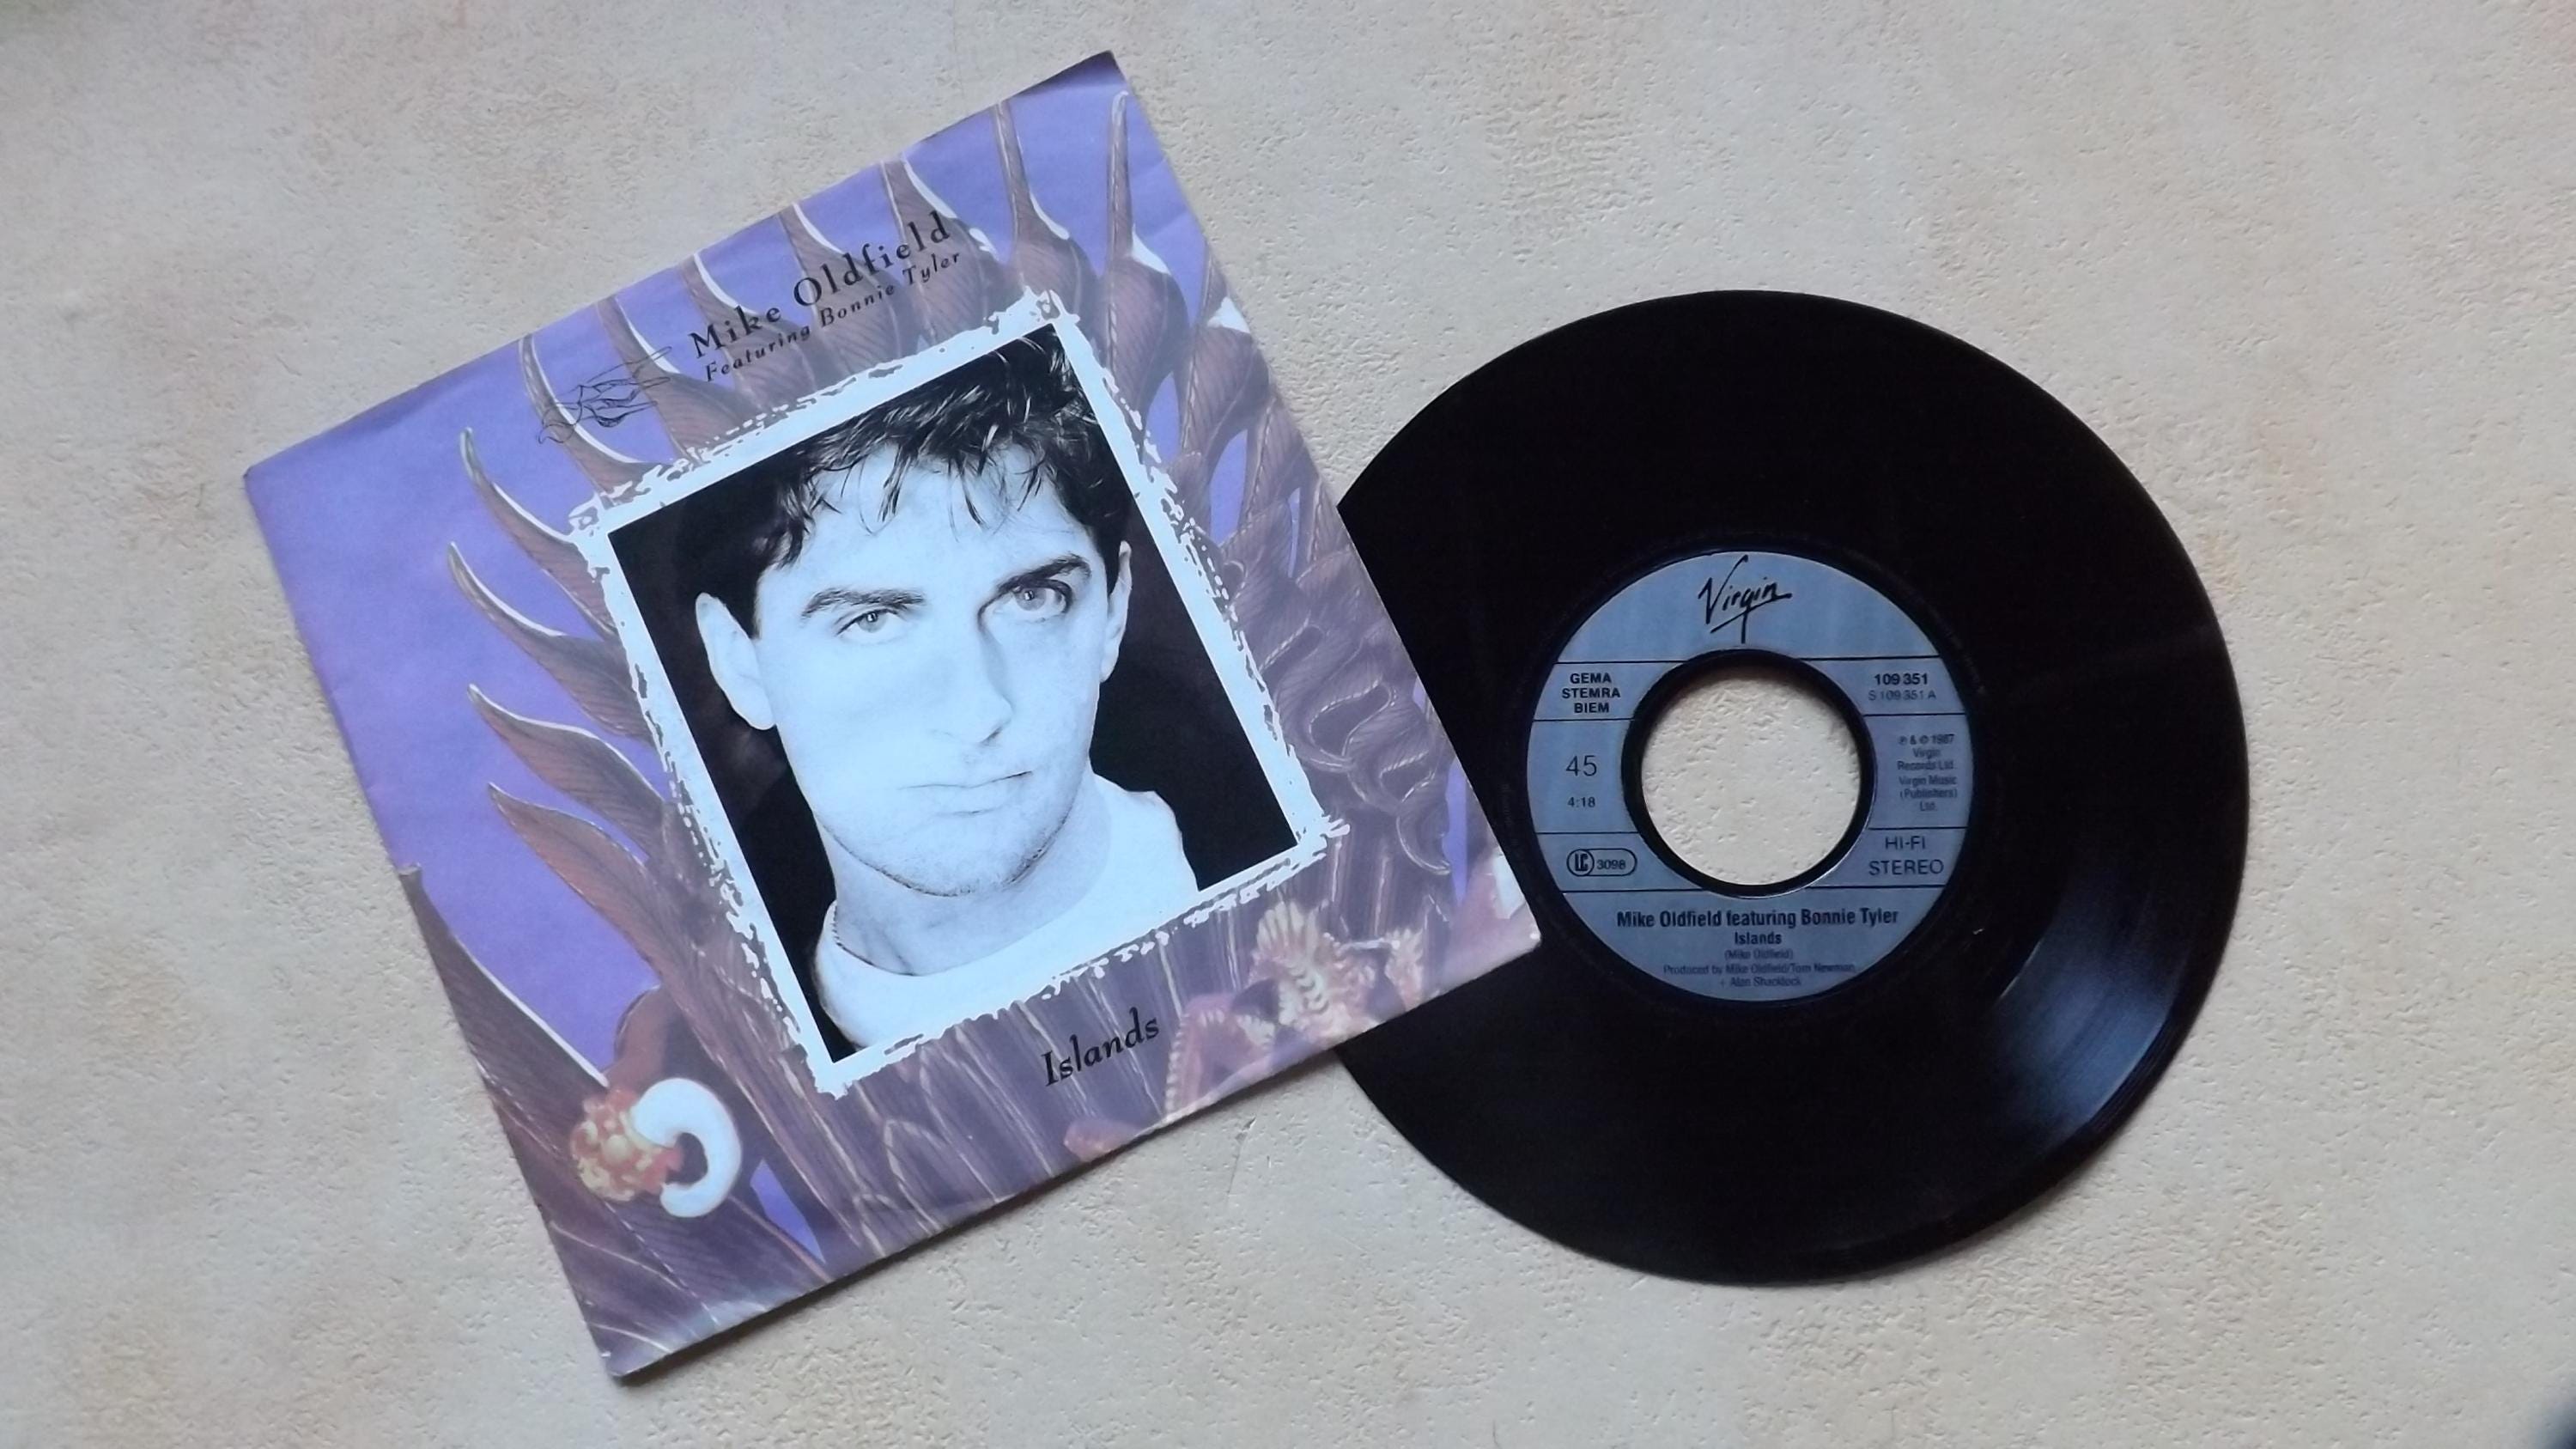 Mike Oldfield
Featuring Bonnie Tyler
Islands
Virgin
GEMA
STEMRA
BIEM
45
4:18
LC 3098
109 351
S 109 351 A
℗ & © 1987
Virgin
Records Ltd.
Virgin Music
(Publishers)
Ltd.
HI-FI
STEREO
Mike Oldfield featuring Bonnie Tyler
Islands
(Mike Oldfield)
Produced by Mike Oldfield/Tom Newman
+ Alan Shacklock